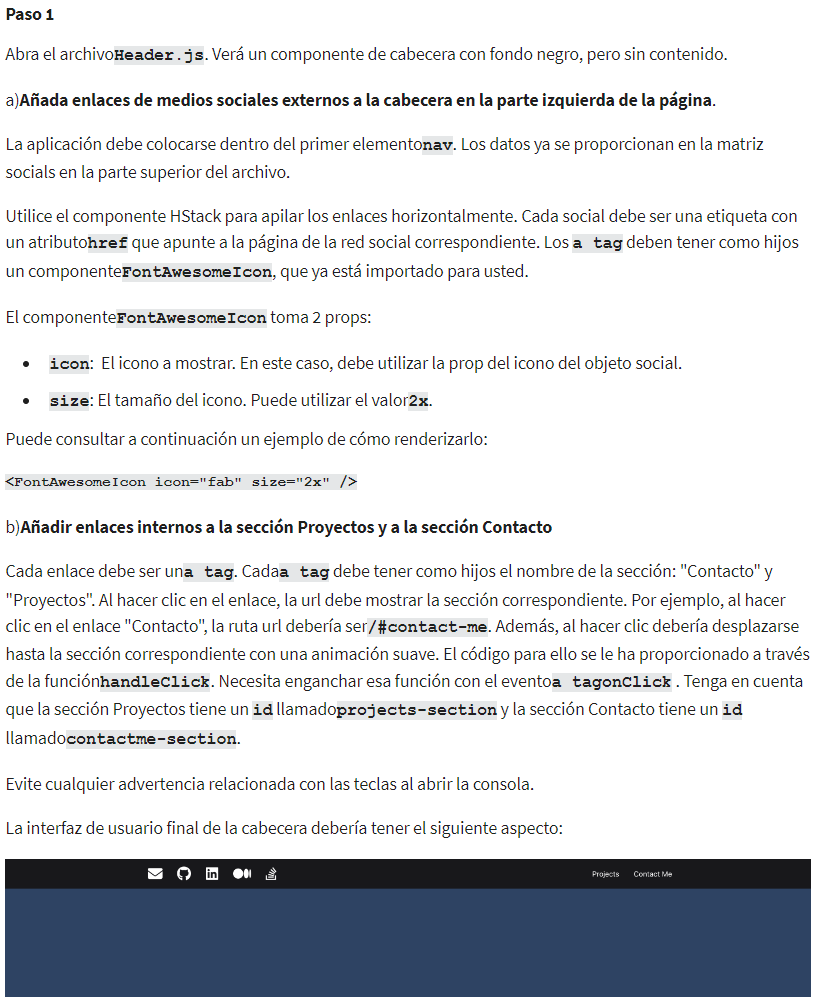 Paso 1
Abra el archivoHeader.js. Verá un componente de cabecera con fondo negro, pero sin contenido.
a)Añada enlaces de medios sociales externos a la cabecera en la parte izquierda de la página.
La aplicación debe colocarse dentro del primer elementonav. Los datos ya se proporcionan en la matriz
socials en la parte superior del archivo.
Utilice el componente HStack para apilar los enlaces horizontalmente. Cada social debe ser una etiqueta con
un atributohref que apunte a la página de la red social correspondiente. Los a tag deben tener como hijos
un componenteFontAwesomeIcon, que ya está importado para usted.
El componenteFontAwesomeIcon toma 2 props:
• icon: El icono a mostrar. En este caso, debe utilizar la prop del icono del objeto social.
• size: El tamaño del icono. Puede utilizar el valor2x.
Puede consultar a continuación un ejemplo de cómo renderizarlo:
<FontAwesomeIcon icon="fab" size="2x" />
b)Añadir enlaces internos a la sección Proyectos y a la sección Contacto
Cada enlace debe ser una tag. Cadaa tag debe tener como hijos el nombre de la sección: "Contacto" y
"Proyectos". Al hacer clic en el enlace, la url debe mostrar la sección correspondiente. Por ejemplo, al hacer
clic en el enlace "Contacto", la ruta url debería ser/#contact-me. Además, al hacer clic debería desplazarse
hasta la sección correspondiente con una animación suave. El código para ello se le ha proporcionado a través
de la funciónhandleClick. Necesita enganchar esa función con el eventoa tagonClick . Tenga en cuenta
que la sección Proyectos tiene un id llamadoprojects-section y la sección Contacto tiene un id
llamadocontactme-section.
Evite cualquier advertencia relacionada con las teclas al abrir la consola.
La interfaz de usuario final de la cabecera debería tener el siguiente aspecto:
Projects Contact Me